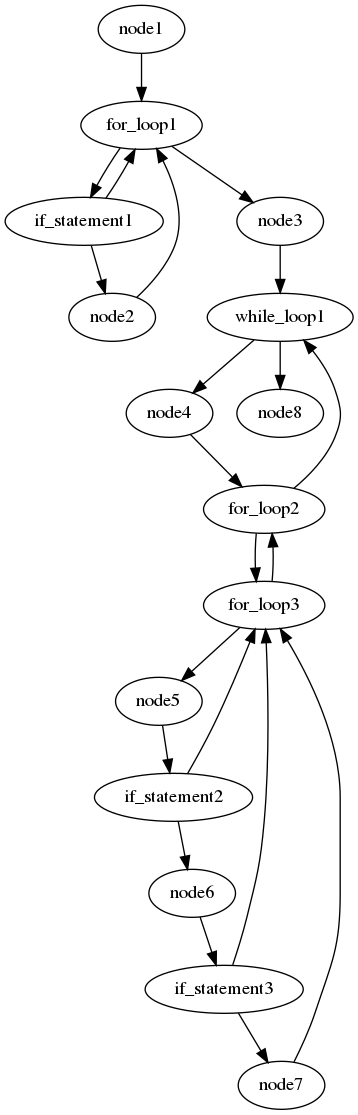 node1
for_loop1
if_statement1
node3
node2
while_loop1
node4
node8
for_loop2
for_loop3
node5
if_statement2
node6
if_statement3
node7